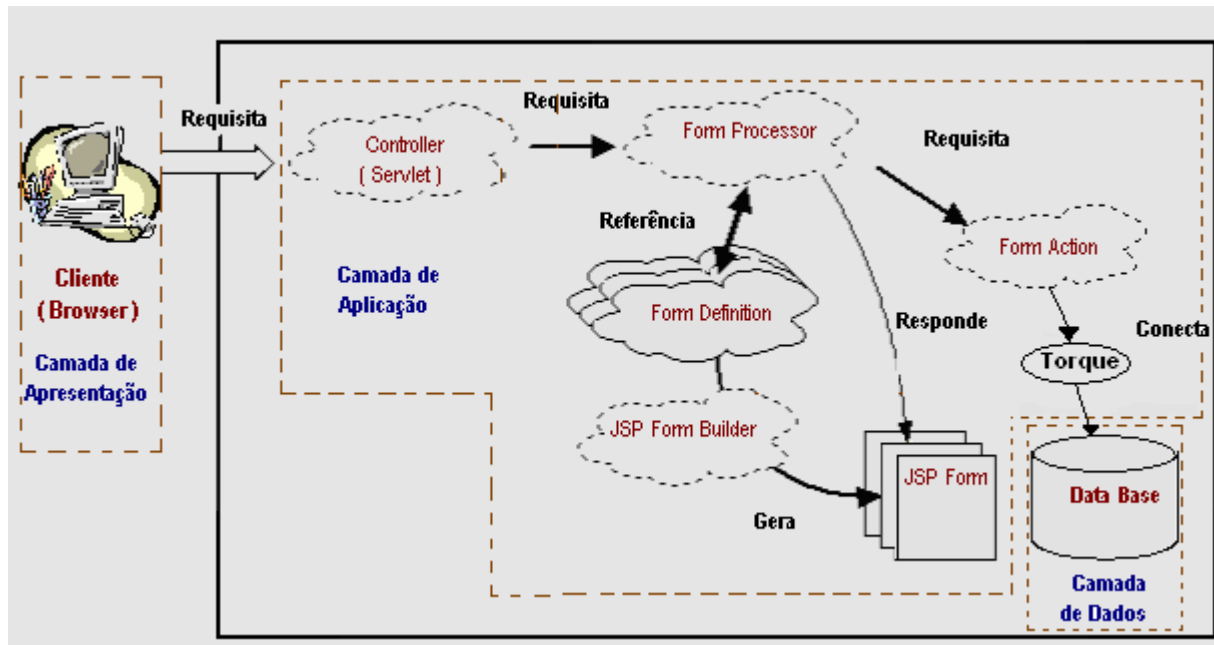 Requisita
Requisita
Controller
( Servlet )
Form Processor
Requisita
Referência
Form Action
Cliente
( Browser )
Camada de
Aplicação
Form Definition
Responde
Conecta
Camada de
Apresentação
Torque
JSP Form Builder
JSP Form
Data Base
Gera
Camada
de Dados